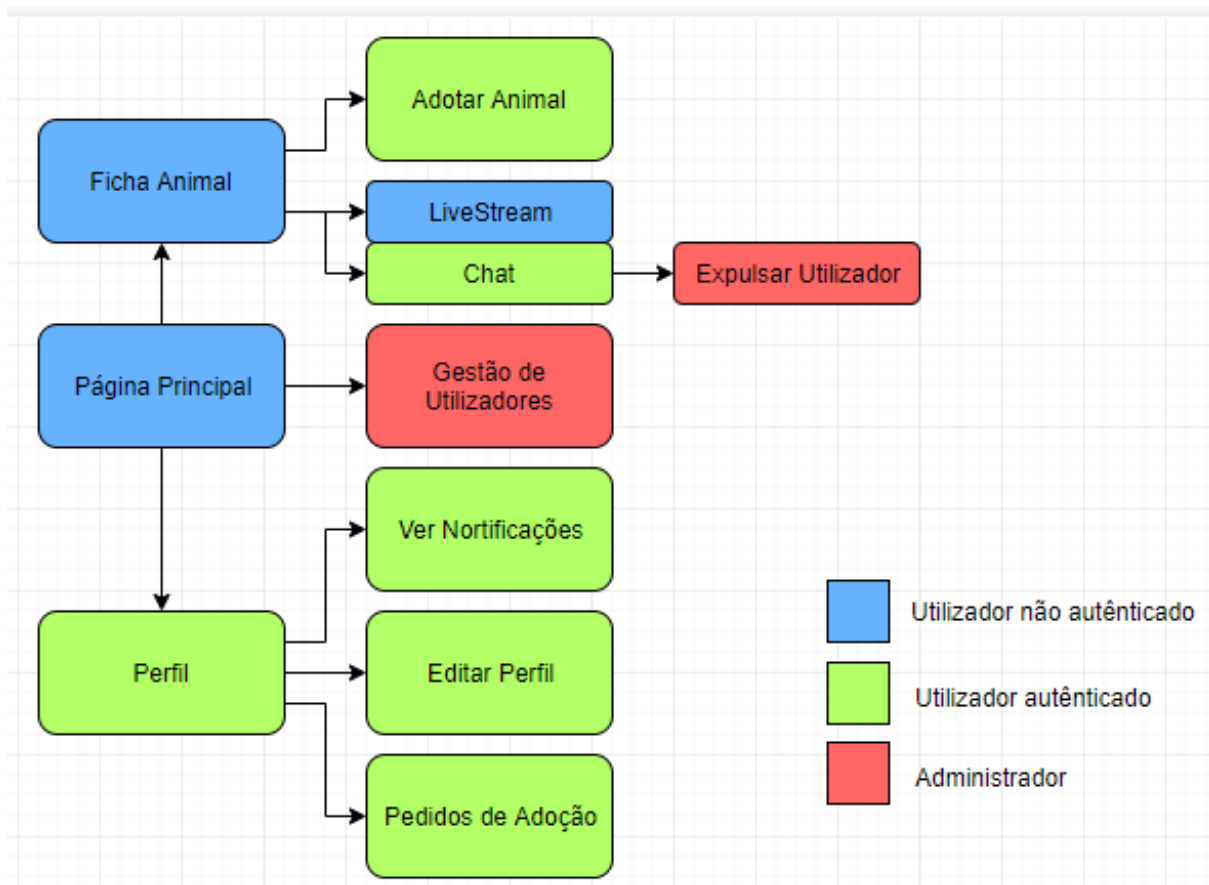 Adotar Animal
Ficha Animal
LiveStream
Chat
Expulsar Utilizador
Página Principal
Gestão de
Utilizadores
Ver Nortificações
Perfil
Editar Perfil
Pedidos de Adoção
Utilizador não autênticado
Utilizador autênticado
Administrador